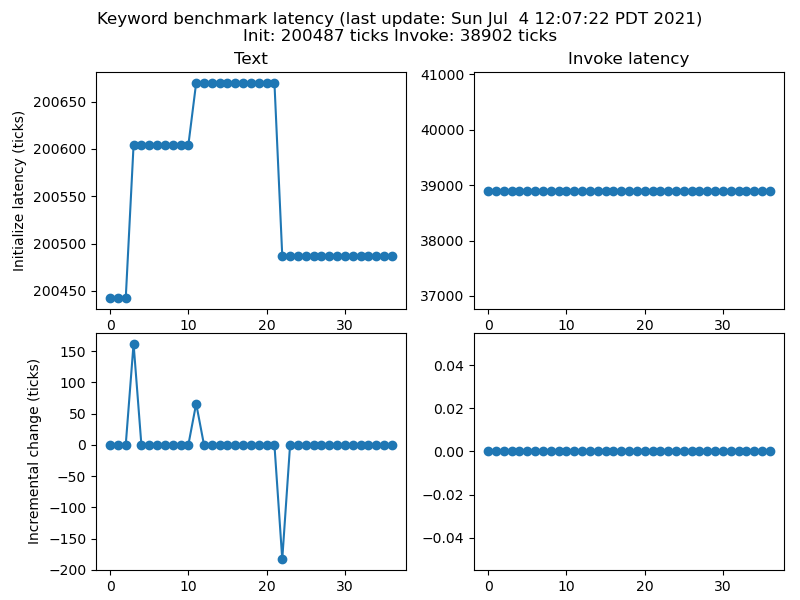 Keyword benchmark latency (last update: Sun Jul  4 12:07:22 PDT 2021)
Init: 200487 ticks Invoke: 38902 ticks
Text
Initialize latency (ticks)
200650
200600
200550
200500
200450
0 10 20 30
Invoke latency
41000
40000
39000
38000
37000
0 10 20 30
Incremental change (ticks)
150
100
50
0
−50
−100
−150
−200
0 10 20 30
0.04
0.02
0.00
−0.02
−0.04
0 10 20 30